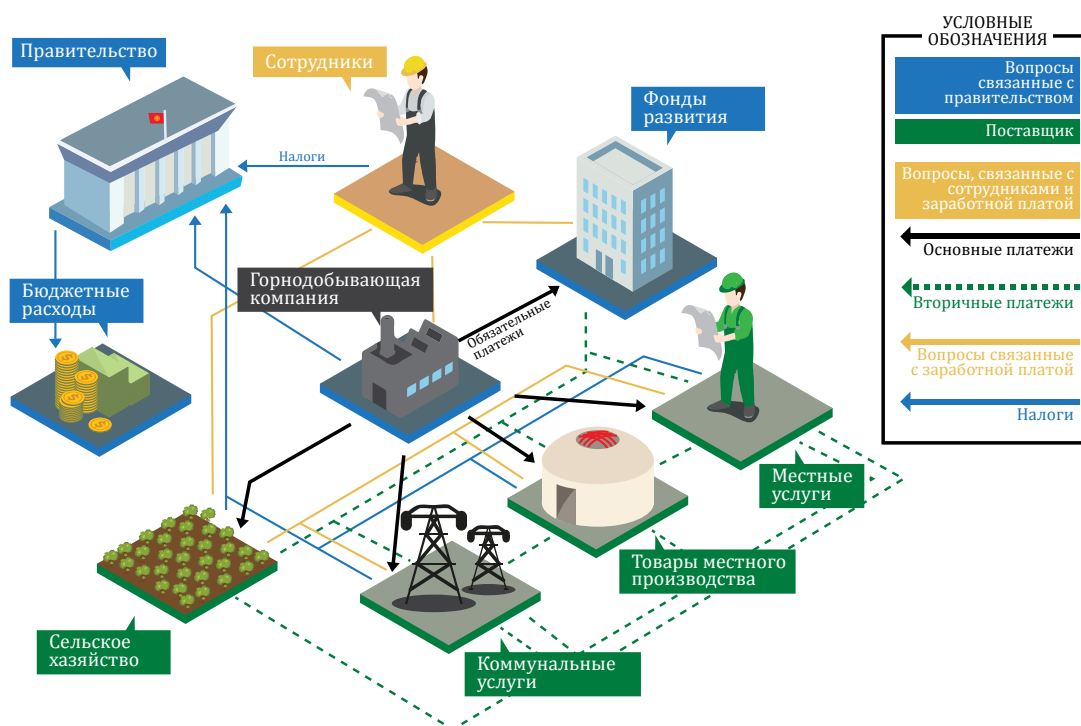 Правительство
Сотрудники
Фонды
развития
Налоги
Горнодобывающая
компания
Бюджетные
расходы
Обязательные
платежи
Местные
услуги
Товары местного
производства
Сельское
хазяйство
Коммунальные
услуги
УСЛОВНЫЕ
ОБОЗНАЧЕНИЯ
Вопросы
связанные с
правительством
Поставщик
Вопросы, связанные с
сотрудниками и
заработной платой
Основные платежи
Вторичные платежи
Вопросы связанные
с заработной платой
Налоги